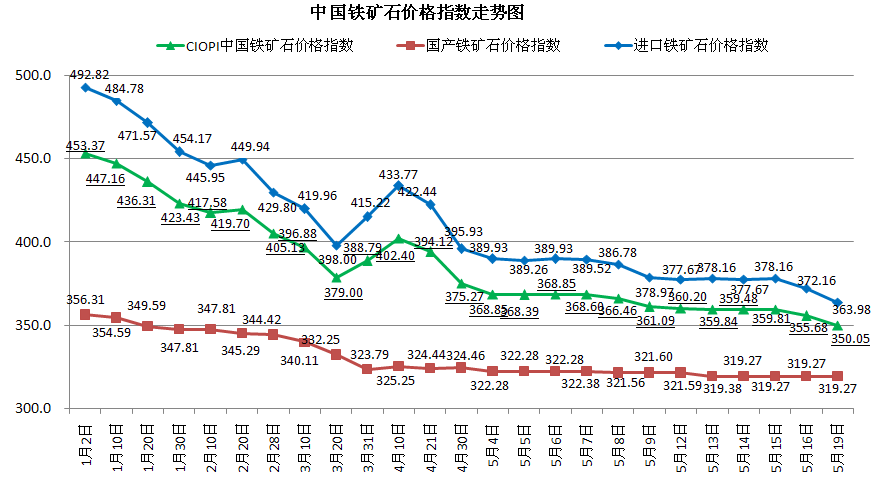 中国铁矿石价格指数走势图
CIOPI中国铁矿石价格指数 国产铁矿石价格指数 进口铁矿石价格指数
500.0
450.0
400.0
350.0
300.0
492.82 484.78 471.57 454.17 445.95 449.94 429.80 419.96 398.00 415.22 433.77 422.44 395.93 389.93 389.26 389.93 389.52 386.78 378.97 377.67 378.16 377.67 378.16 372.16 363.98
453.37 447.16 436.31 423.43 417.58 419.70 405.13 396.88 379.00 388.79 402.40 394.12 375.27 368.85 368.39 368.85 368.60 366.46 361.09 360.20 359.84 359.48 359.81 355.68 350.05
356.31 354.59 349.59 347.81 347.81 345.29 344.42 340.11 332.25 323.79 325.25 324.44 324.46 322.28 322.28 322.28 322.38 321.56 321.60 321.59 319.38 319.27 319.27 319.27 319.27
1月2日 1月10日 1月20日 1月30日 2月10日 2月20日 2月28日 3月10日 3月20日 3月31日 4月10日 4月21日 4月30日 5月4日 5月5日 5月6日 5月7日 5月8日 5月9日 5月12日 5月13日 5月14日 5月15日 5月16日 5月19日